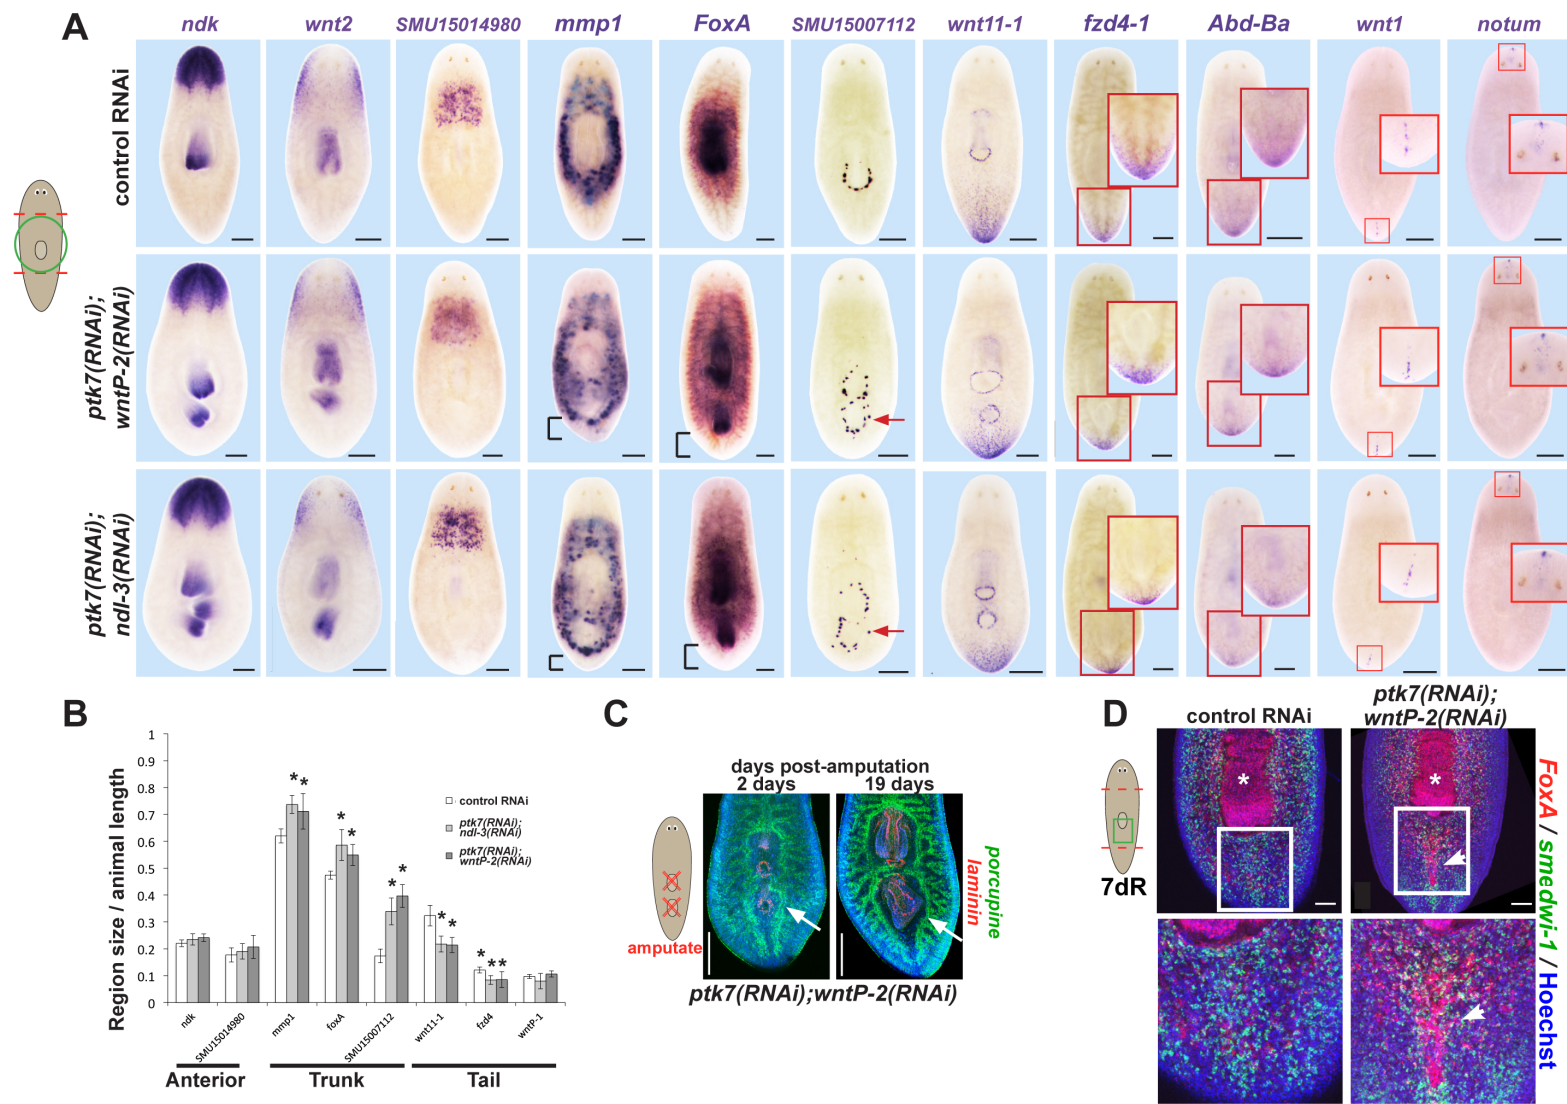 A
ndk
wnt2
SMU15014980
mmp1
FoxA
SMU15007112
wnt11-1
fzd4-1
Abd-Ba
wnt1
notum
control RNAi
ptk7(RNAi);
wntP-2(RNAi)
ptk7(RNAi);
ndl-3(RNAi)
B
Region size / animal length
1
0.9
0.8
0.7
0.6
0.5
0.4
0.3
0.2
0.1
0
* *
* *
* *
* *
* **
control RNAi
ptk7(RNAi);
ndl-3(RNAi)
ptk7(RNAi);
wntP-2(RNAi)
ndk
SMU15014980
mmp1
foxA
SMU15007112
wnt11-1
fzd4
wntP-1
Anterior
Trunk
Tail
C
days post-amputation
2 days
19 days
amputate
porcupine
laminin
ptk7(RNAi);wntP-2(RNAi)
D
control RNAi
ptk7(RNAi);
wntP-2(RNAi)
*
*
7dR
FoxA / smedwi-1 / Hoechst